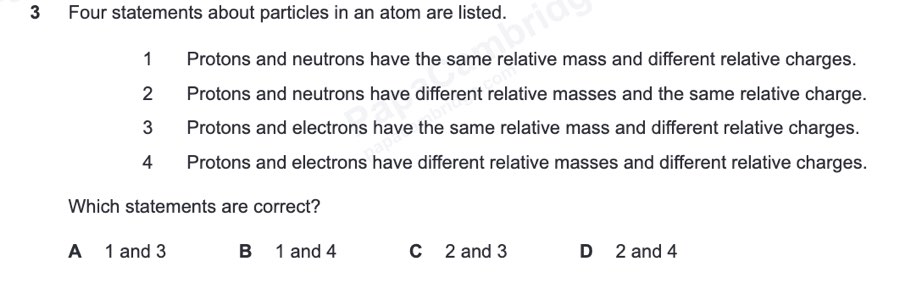 3 Four statements about particles in an atom are listed.
1 Protons and neutrons have the same relative mass and different relative charges.
2 Protons and neutrons have different relative masses and the same relative charge.
3 Protons and electrons have the same relative mass and different relative charges.
4 Protons and electrons have different relative masses and different relative charges.
Which statements are correct?
A 1 and 3 B 1 and 4 C 2 and 3 D 2 and 4
PapaCambridge